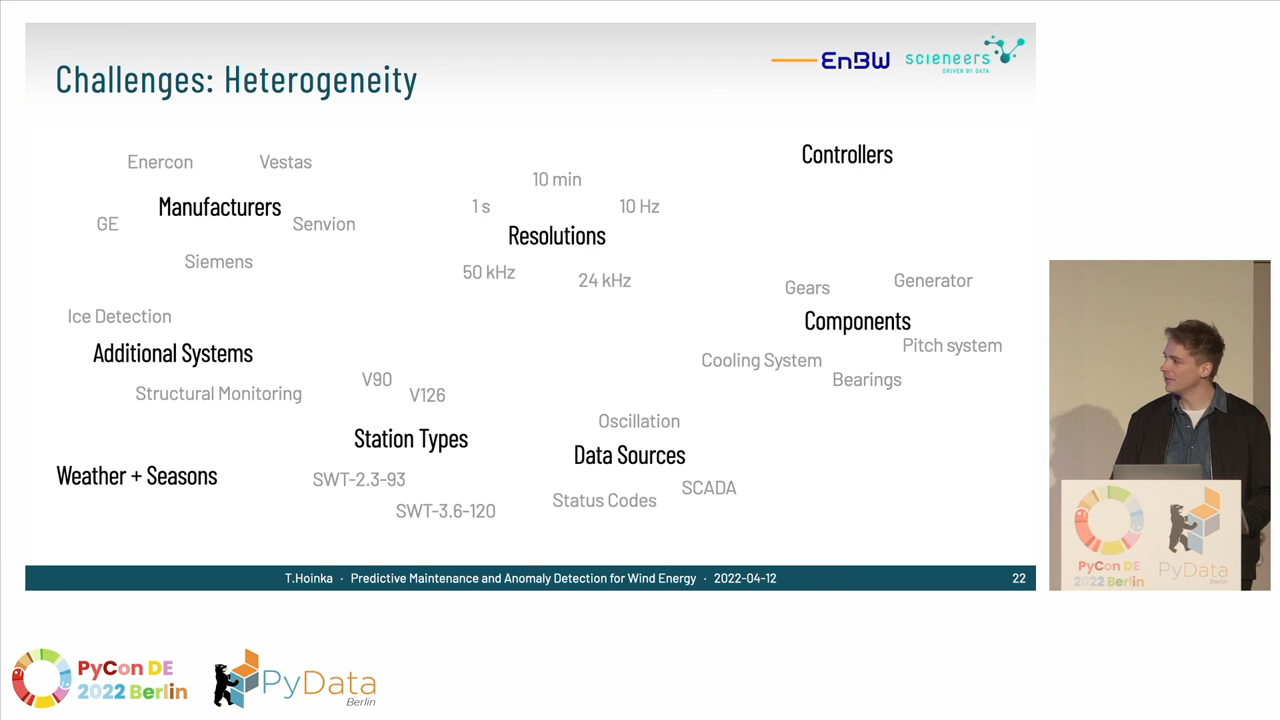 Challenges: Heterogeneity
EnBW
scieneers
DRIVEN BY DATA
Enercon
Vestas
Manufacturers
GE
Senvion
Siemens
10 min
1 s
10 Hz
Resolutions
50 kHz
24 kHz
Controllers
Gears
Generator
Components
Pitch system
Cooling System
Bearings
Ice Detection
Additional Systems
Structural Monitoring
V90
V126
Station Types
SWT-2.3-93
SWT-3.6-120
Weather + Seasons
Oscillation
Data Sources
SCADA
Status Codes
T.Hoinka · Predictive Maintenance and Anomaly Detection for Wind Energy · 2022-04-12
22
PyCon DE
2022 Berlin
PyData
Berlin
PyCon DE
2022 Berlin
PyData
Berlin